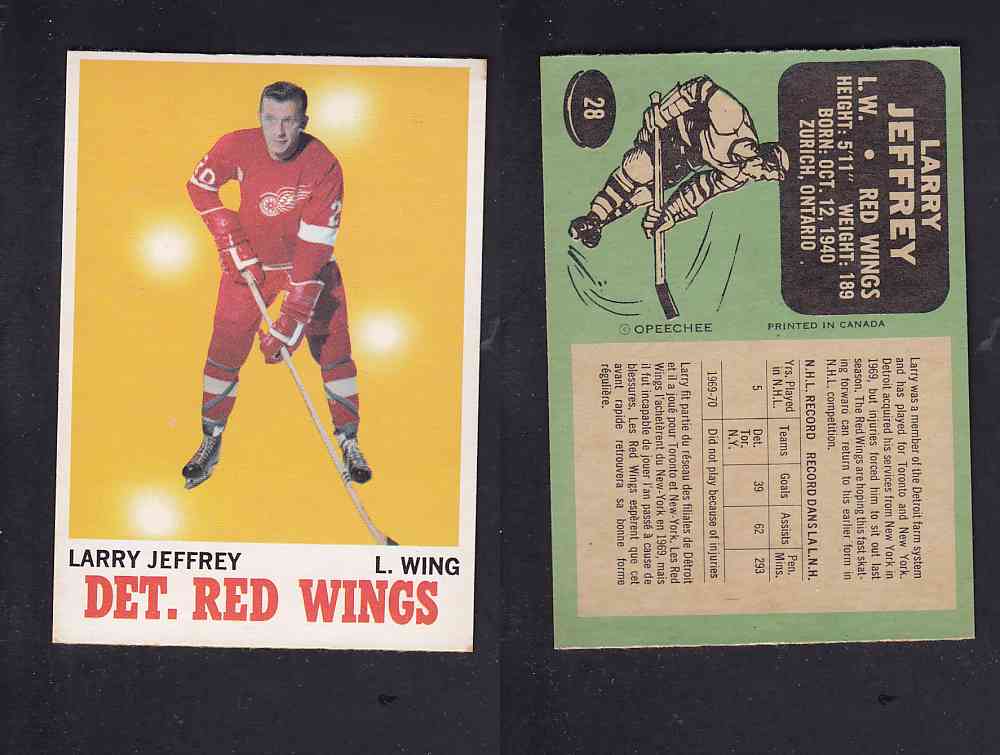 20
2
LARRY JEFFREY L. WING
DET. RED WINGS
28
LARRY
JEFFREY
L.W. • RED WINGS
HEIGHT: 5'11" WEIGHT: 189
BORN: OCT. 12, 1940
ZURICH, ONTARIO
© OPEECHEE PRINTED IN CANADA
Larry was a member of the Detroit farm system
and has played for Toronto and New York.
Detroit acquired his services from New York in
1969, but injuries forced him to sit out last
season. The Red Wings are hoping this fast skat-
ing forward can return to his earlier form in
N.H.L. competition.
N.H.L. RECORD RECORD DANS LA L.N.H.
Yrs. Played in N.H.L. Teams Goals Assists Pen. Mins.
5 Det. Tor. N.Y. 39 62 293
1969-70 Did not play because of injuries
Larry fit partie du réseau des filiales de Détroit
et il a joué pour Toronto et New-York. Les Red
Wings l'achetèrent du New-York en 1969, mais
il fut incapable de jouer l'an passé à cause de
blessures. Les Red Wings espèrent que cet
avant rapide retrouvera sa bonne forme
régulière.